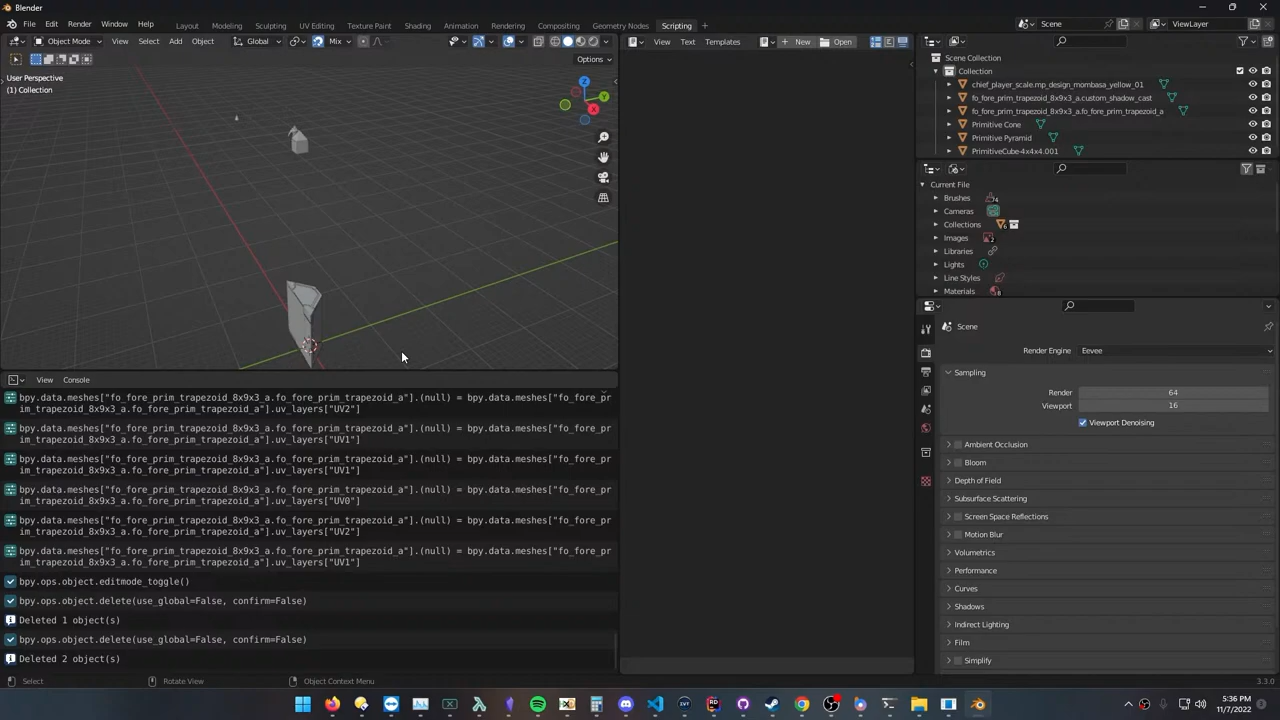 Blender
File Edit Render Window Help
Layout Modeling Sculpting UV Editing Texture Paint Shading Animation Rendering Compositing Geometry Nodes Scripting +
Scene ViewLayer
Object Mode View Select Add Object Global Mix
View Text Templates New Open
Options
User Perspective
(1) Collection
Z
Y
X
Scene Collection
Collection
chief_player_scale.mp_design_mombasa_yellow_01
fo_fore_prim_trapezoid_8x9x3_a.custom_shadow_cast
fo_fore_prim_trapezoid_8x9x3_a.fo_fore_prim_trapezoid_a
Primitive Cone
Primitive Pyramid
PrimitiveCube-4x4x4.001
Current File
Brushes 4
Cameras
Collections 6
Images 2
Libraries
Lights
Line Styles
Materials 8
Scene
Render Engine Eevee
Sampling
Render 64
Viewport 16
Viewport Denoising
Ambient Occlusion
Bloom
Depth of Field
Subsurface Scattering
Screen Space Reflections
Motion Blur
Volumetrics
Performance
Curves
Shadows
Indirect Lighting
Film
Simplify
View Console
bpy.data.meshes["fo_fore_prim_trapezoid_8x9x3_a.fo_fore_prim_trapezoid_a"].(null) = bpy.data.meshes["fo_fore_pr
im_trapezoid_8x9x3_a.fo_fore_prim_trapezoid_a"].uv_layers["UV2"]
bpy.data.meshes["fo_fore_prim_trapezoid_8x9x3_a.fo_fore_prim_trapezoid_a"].(null) = bpy.data.meshes["fo_fore_pr
im_trapezoid_8x9x3_a.fo_fore_prim_trapezoid_a"].uv_layers["UV1"]
bpy.data.meshes["fo_fore_prim_trapezoid_8x9x3_a.fo_fore_prim_trapezoid_a"].(null) = bpy.data.meshes["fo_fore_pr
im_trapezoid_8x9x3_a.fo_fore_prim_trapezoid_a"].uv_layers["UV1"]
bpy.data.meshes["fo_fore_prim_trapezoid_8x9x3_a.fo_fore_prim_trapezoid_a"].(null) = bpy.data.meshes["fo_fore_pr
im_trapezoid_8x9x3_a.fo_fore_prim_trapezoid_a"].uv_layers["UV0"]
bpy.data.meshes["fo_fore_prim_trapezoid_8x9x3_a.fo_fore_prim_trapezoid_a"].(null) = bpy.data.meshes["fo_fore_pr
im_trapezoid_8x9x3_a.fo_fore_prim_trapezoid_a"].uv_layers["UV2"]
bpy.data.meshes["fo_fore_prim_trapezoid_8x9x3_a.fo_fore_prim_trapezoid_a"].(null) = bpy.data.meshes["fo_fore_pr
im_trapezoid_8x9x3_a.fo_fore_prim_trapezoid_a"].uv_layers["UV1"]
bpy.ops.object.editmode_toggle()
bpy.ops.object.delete(use_global=False, confirm=False)
Deleted 1 object(s)
bpy.ops.object.delete(use_global=False, confirm=False)
Deleted 2 object(s)
Select Rotate View Object Context Menu
3.3.0
5:36 PM
11/7/2022